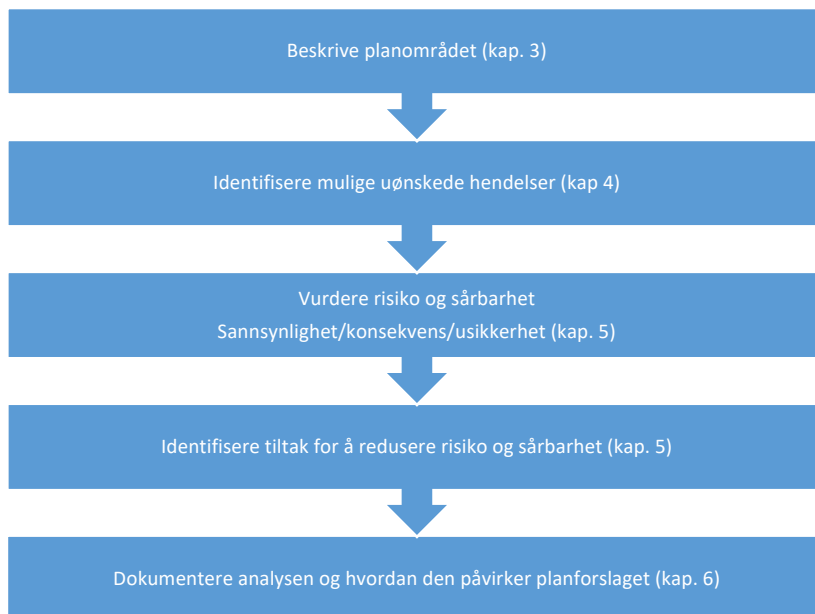 Beskrive planområdet (kap. 3)
Identifisere mulige uønskede hendelser (kap 4)
Vurdere risiko og sårbarhet
Sannsynlighet/konsekvens/usikkerhet (kap. 5)
Identifisere tiltak for å redusere risiko og sårbarhet (kap. 5)
Dokumentere analysen og hvordan den påvirker planforslaget (kap. 6)